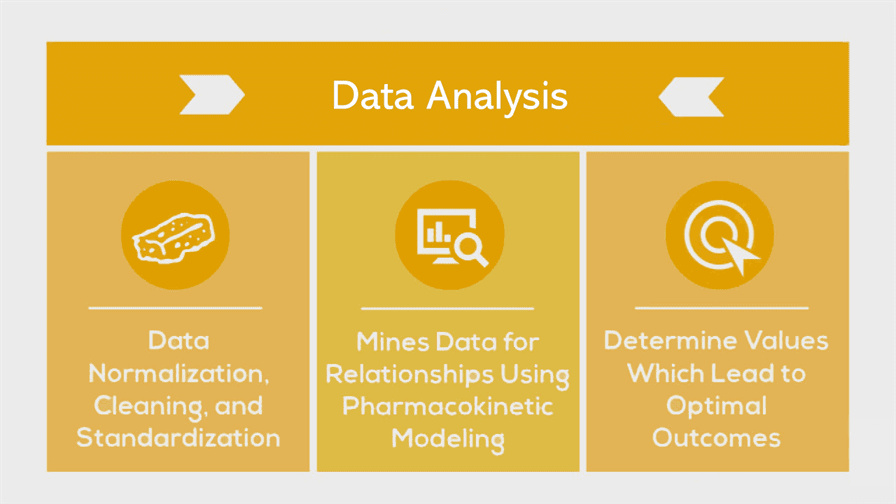 Data Analysis
Data
Normalization,
Cleaning, and
Standardization
Mines Data for
Relationships Using
Pharmacokinetic
Modeling
Determine Values
Which Lead to
Optimal
Outcomes